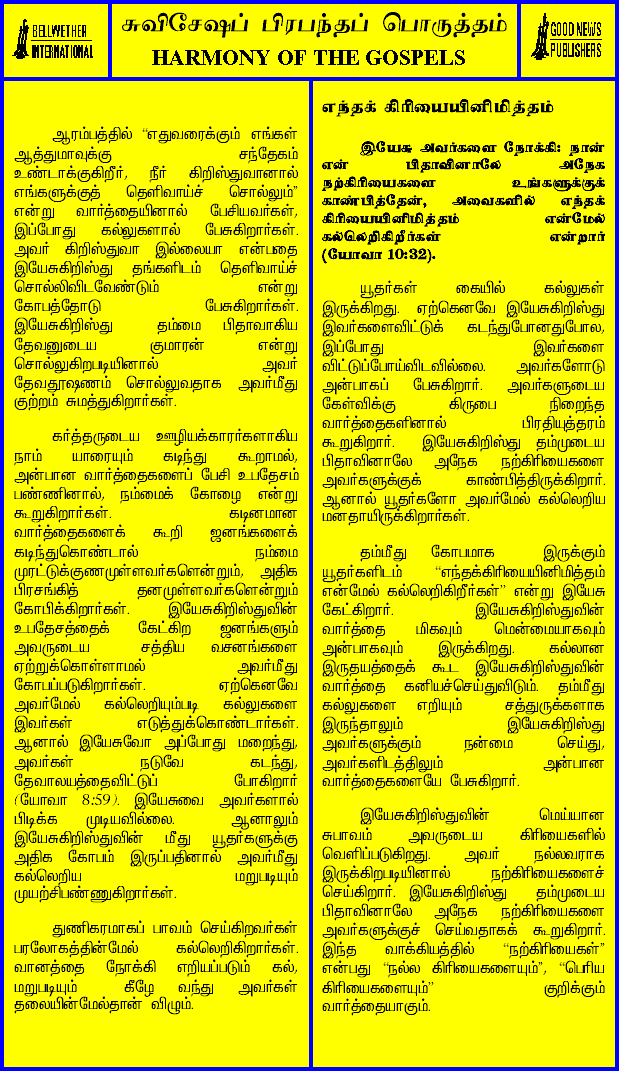 BELLWETHER
INTERNATIONAL
சுவிசேஷப் பிரபந்தப் பொருத்தம்
HARMONY OF THE GOSPELS
GOOD NEWS
PUBLISHERS
ஆரம்பத்தில் “எதுவரைக்கும் எங்கள்
ஆத்துமாவுக்கு சந்தேகம்
உண்டாக்குகிறீர், நீர் கிறிஸ்துவானால்
எங்களுக்குத் தெளிவாய்ச் சொல்லும்”
என்று வார்த்தையினால் பேசியவர்கள்,
இப்போது கல்லுகளால் பேசுகிறார்கள்.
அவர் கிறிஸ்துவா இல்லையா என்பதை
இயேசுகிறிஸ்து தங்களிடம் தெளிவாய்ச்
சொல்லிவிடவேண்டும் என்று
கோபத்தோடு பேசுகிறார்கள்.
இயேசுகிறிஸ்து தம்மை பிதாவாகிய
தேவனுடைய குமாரன் என்று
சொல்லுகிறபடியினால் அவர்
தேவதூஷணம் சொல்லுவதாக அவர்மீது
குற்றம் சுமத்துகிறார்கள்.
கர்த்தருடைய ஊழியக்காரர்களாகிய
நாம் யாரையும் கடிந்து கூறாமல்,
அன்பான வார்த்தைகளைப் பேசி உபதேசம்
பண்ணினால், நம்மைக் கோழை என்று
கூறுகிறார்கள். கடினமான
வார்த்தைகளைக் கூறி ஜனங்களைக்
கடிந்துகொண்டால் நம்மை
முரட்டுக்குணமுள்ளவர்களென்றும், அதிக
பிரசங்கித் தனமுள்ளவர்களென்றும்
கோபிக்கிறார்கள். இயேசுகிறிஸ்துவின்
உபதேசத்தைக் கேட்கிற ஜனங்களும்
அவருடைய சத்திய வசனங்களை
ஏற்றுக்கொள்ளாமல் அவர்மீது
கோபப்படுகிறார்கள். ஏற்கெனவே
அவர்மேல் கல்லெறியும்படி கல்லுகளை
இவர்கள் எடுத்துக்கொண்டார்கள்.
ஆனால் இயேசுவோ அப்போது மறைந்து,
அவர்கள் நடுவே கடந்து,
தேவாலயத்தைவிட்டுப் போகிறார்
(யோவா 8:59). இயேசுவை அவர்களால்
பிடிக்க முடியவில்லை. ஆனாலும்
இயேசுகிறிஸ்துவின் மீது யூதர்களுக்கு
அதிக கோபம் இருப்பதினால் அவர்மீது
கல்லெறிய மறுபடியும்
முயற்சிபண்ணுகிறார்கள்.
துணிகரமாகப் பாவம் செய்கிறவர்கள்
பரலோகத்தின்மேல் கல்லெறிகிறார்கள்.
வானத்தை நோக்கி எறியப்படும் கல்,
மறுபடியும் கீழே வந்து அவர்கள்
தலையின்மேல்தான் விழும்.
எந்தக் கிரியையினிமித்தம்
இயேசு அவர்களை நோக்கி: நான்
என் பிதாவினாலே அநேக
நற்கிரியைகளை உங்களுக்குக்
காண்பித்தேன், அவைகளில் எந்தக்
கிரியையினிமித்தம் என்மேல்
கல்லெறிகிறீர்கள் என்றார்
(யோவா 10:32).
யூதர்கள் கையில் கல்லுகள்
இருக்கிறது. ஏற்கெனவே இயேசுகிறிஸ்து
இவர்களைவிட்டுக் கடந்துபோனதுபோல,
இப்போது இவர்களை
விட்டுப்போய்விடவில்லை. அவர்களோடு
அன்பாகப் பேசுகிறார். அவர்களுடைய
கேள்விக்கு கிருபை நிறைந்த
வார்த்தைகளினால் பிரதியுத்தரம்
கூறுகிறார். இயேசுகிறிஸ்து தம்முடைய
பிதாவினாலே அநேக நற்கிரியைகளை
அவர்களுக்குக் காண்பித்திருக்கிறார்.
ஆனால் யூதர்களோ அவர்மேல் கல்லெறிய
மனதாயிருக்கிறார்கள்.
தம்மீது கோபமாக இருக்கும்
யூதர்களிடம் “எந்தக்கிரியையினிமித்தம்
என்மேல் கல்லெறிகிறீர்கள்” என்று இயேசு
கேட்கிறார். இயேசுகிறிஸ்துவின்
வார்த்தை மிகவும் மென்மையாகவும்
அன்பாகவும் இருக்கிறது. கல்லான
இருதயத்தைக் கூட இயேசுகிறிஸ்துவின்
வார்த்தை கனியச்செய்துவிடும். தம்மீது
கல்லுகளை எறியும் சத்துருக்களாக
இருந்தாலும் இயேசுகிறிஸ்து
அவர்களுக்கும் நன்மை செய்து,
அவர்களிடத்திலும் அன்பான
வார்த்தைகளையே பேசுகிறார்.
இயேசுகிறிஸ்துவின் மெய்யான
சுபாவம் அவருடைய கிரியைகளில்
வெளிப்படுகிறது. அவர் நல்லவராக
இருக்கிறபடியினால் நற்கிரியைகளைச்
செய்கிறார். இயேசுகிறிஸ்து தம்முடைய
பிதாவினாலே அநேக நற்கிரியைகளை
அவர்களுக்குச் செய்வதாகக் கூறுகிறார்.
இந்த வாக்கியத்தில் “நற்கிரியைகள்”
என்பது “நல்ல கிரியைகளையும்”, “பெரிய
கிரியைகளையும்” குறிக்கும்
வார்த்தையாகும்.